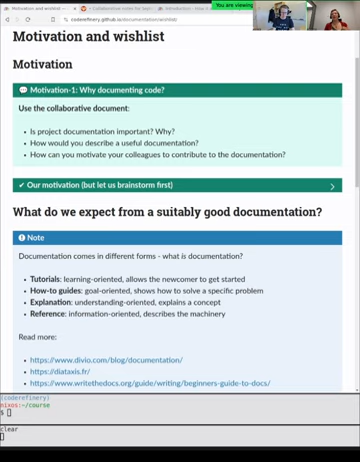 Motivation and wishlist
Collaborative notes for
Introduction
You are viewing
coderefinery.github.io/documentation/wishlist/
Motivation and wishlist
Motivation
Motivation-1: Why documenting code?
Use the collaborative document:
• Is project documentation important? Why?
• How would you describe a useful documentation?
• How can you motivate your colleagues to contribute to the documentation?
Our motivation (but let us brainstorm first)
What do we expect from a suitably good documentation?
Note
Documentation comes in different forms - what is documentation?
• Tutorials: learning-oriented, allows the newcomer to get started
• How-to guides: goal-oriented, shows how to solve a specific problem
• Explanation: understanding-oriented, explains a concept
• Reference: information-oriented, describes the machinery
Read more:
• https://www.divio.com/blog/documentation/
• https://diataxis.fr/
• https://www.writethedocs.org/guide/writing/beginners-guide-to-docs/
(coderefinery)
nixos:~/course
$
clear